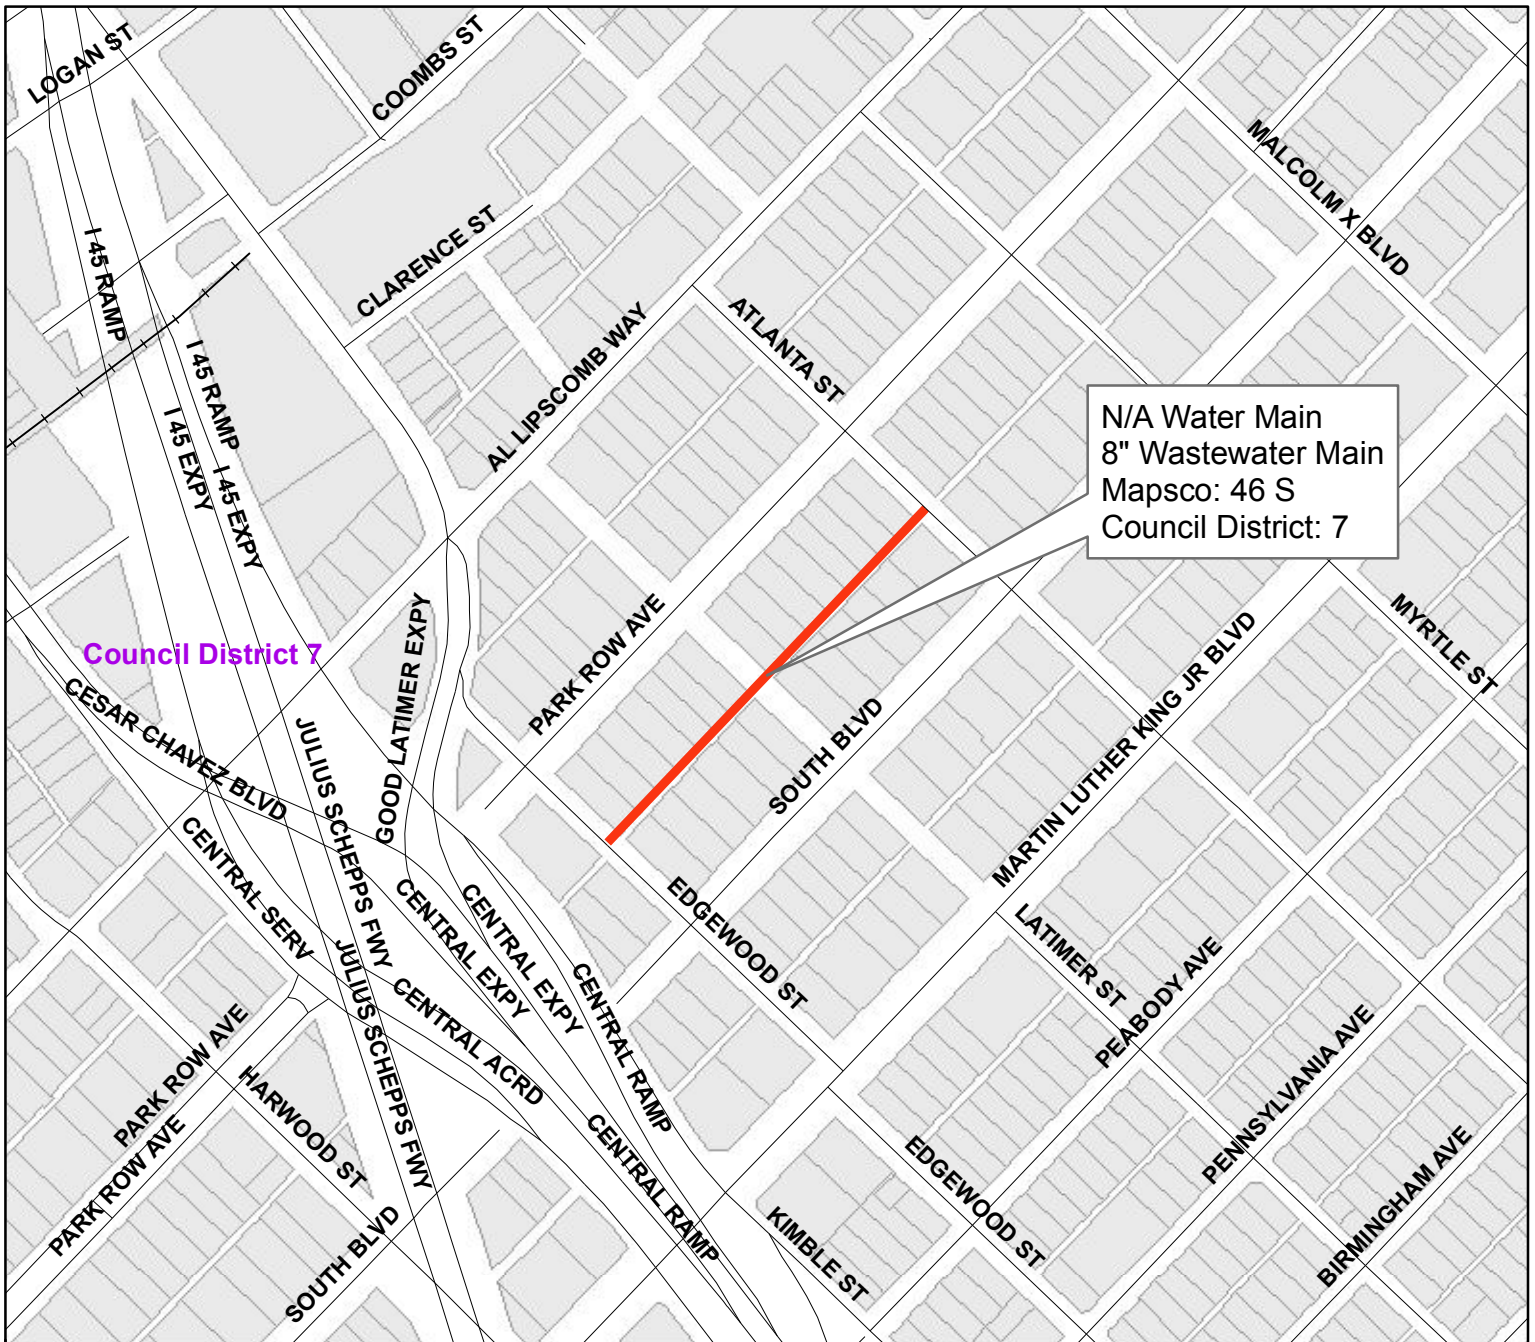 LOGAN ST
COOMBS ST
MALCOLM X BLVD
CLARENCE ST
I 45 RAMP
I 45 RAMP
AL LIPSCOMB WAY
ATLANTA ST
I 45 EXPY
I 45 EXPY
N/A Water Main
8" Wastewater Main
Mapsco: 46 S
Council District: 7
Council District 7
GOOD LATIMER EXPY
PARK ROW AVE
MYRTLE ST
MARTIN LUTHER KING JR BLVD
CESAR CHAVEZ BLVD
JULIUS SCHEPPS FWY
SOUTH BLVD
CENTRAL SERV
CENTRAL EXPY
CENTRAL EXPY
EDGEWOOD ST
LATIMER ST
JULIUS SCHEPPS FWY
CENTRAL ACRD
CENTRAL RAMP
PEABODY AVE
PARK ROW AVE
HARWOOD ST
PENNSYLVANIA AVE
PARK ROW AVE
CENTRAL RAMP
EDGEWOOD ST
BIRMINGHAM AVE
SOUTH BLVD
KIMBLE ST